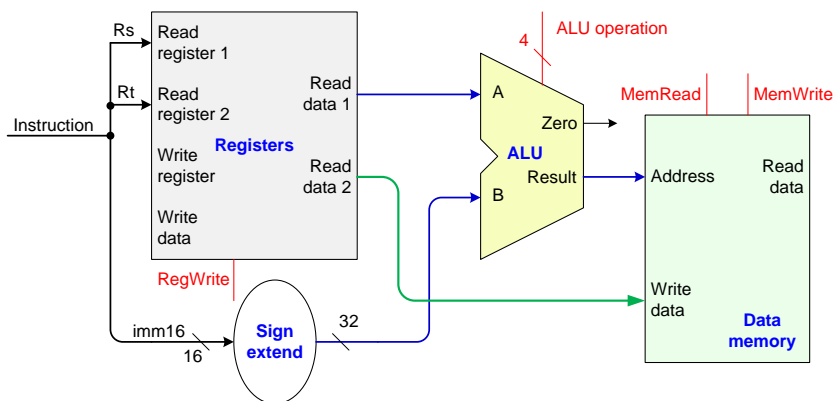 Rs
Read
register 1
Rt
Read
register 2
Instruction
Write
register
Write
data
Registers
Read
data 1
Read
data 2
RegWrite
imm16
16
Sign
extend
32
4
ALU operation
A
B
ALU
Zero
Result
MemRead
MemWrite
Address
Read
data
Write
data
Data
memory